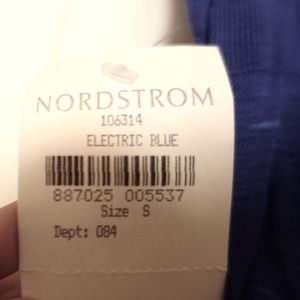 NORDSTROM
106314
ELECTRIC BLUE
887025 005537
Size S
Dept: 084